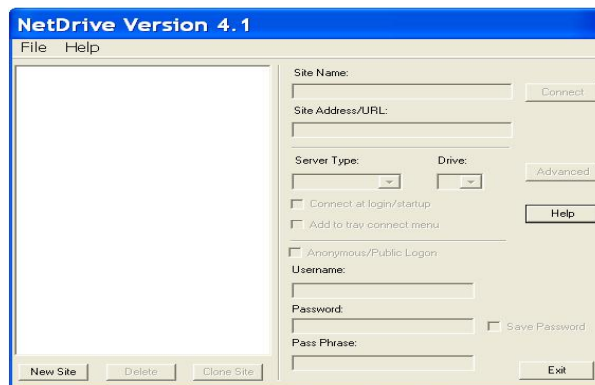 NetDrive Version 4.1
File Help
Site Name:
Connect
Site Address/URL:
Server Type: Drive:
Advanced
Connect at login/startup
Help
Add to tray connect menu
Anonymous/Public Logon
Username:
Password:
Save Password
Pass Phrase:
New Site Delete Clone Site Exit